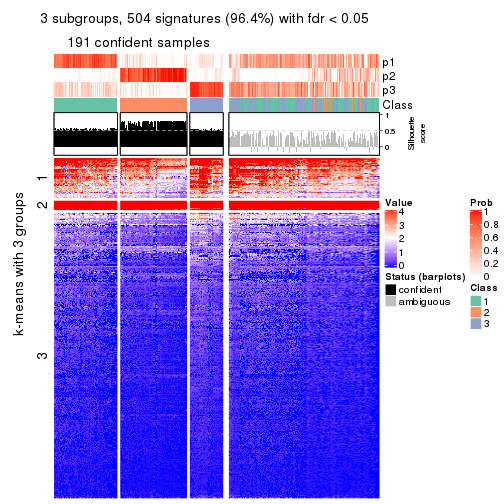 3 subgroups, 504 signatures (96.4%) with fdr < 0.05
191 confident samples
p1
p2
p3
Class
1
0.5
0
Silhouette
score
k-means with 3 groups
1
2
3
Value
4
3
2
1
0
Status (barplots)
confident
ambiguous
Prob
1
0.8
0.6
0.4
0.2
0
Class
1
2
3